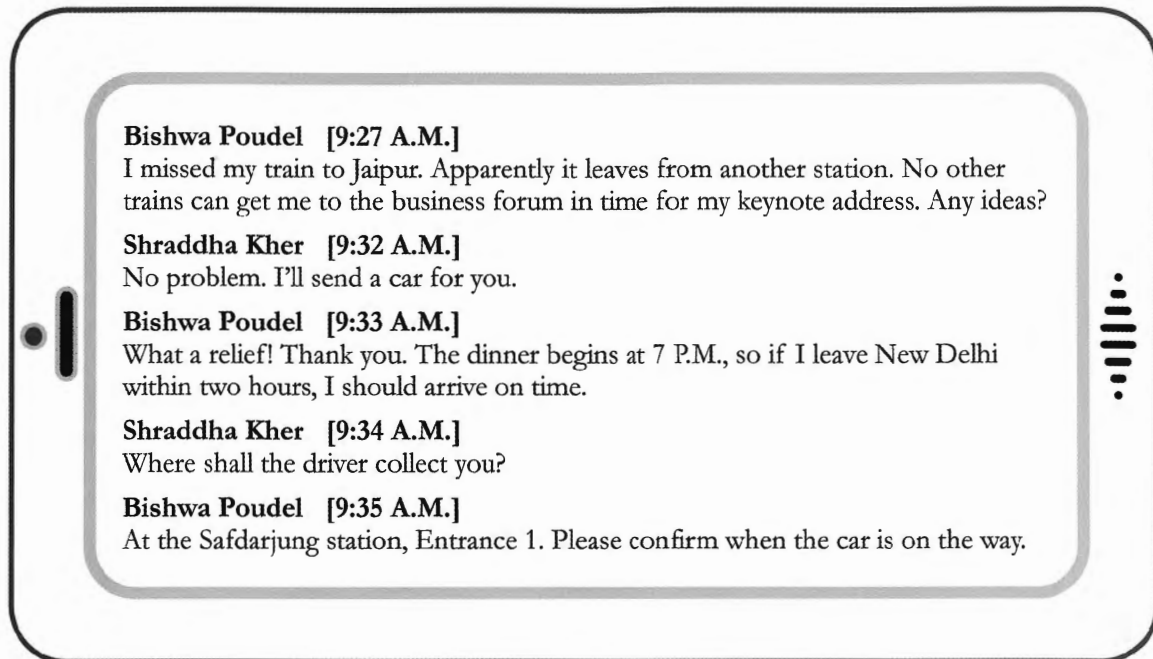 Bishwa Poudel [9:27 A.M.]
I missed my train to Jaipur. Apparently it leaves from another station. No other
trains can get me to the business forum in time for my keynote address. Any ideas?
Shraddha Kher [9:32 A.M.]
No problem. I'll send a car for you.
Bishwa Poudel [9:33 A.M.]
What a relief! Thank you. The dinner begins at 7 P.M., so if I leave New Delhi
within two hours, I should arrive on time.
Shraddha Kher [9:34 A.M.]
Where shall the driver collect you?
Bishwa Poudel [9:35 A.M.]
At the Safdarjung station, Entrance 1. Please confirm when the car is on the way.